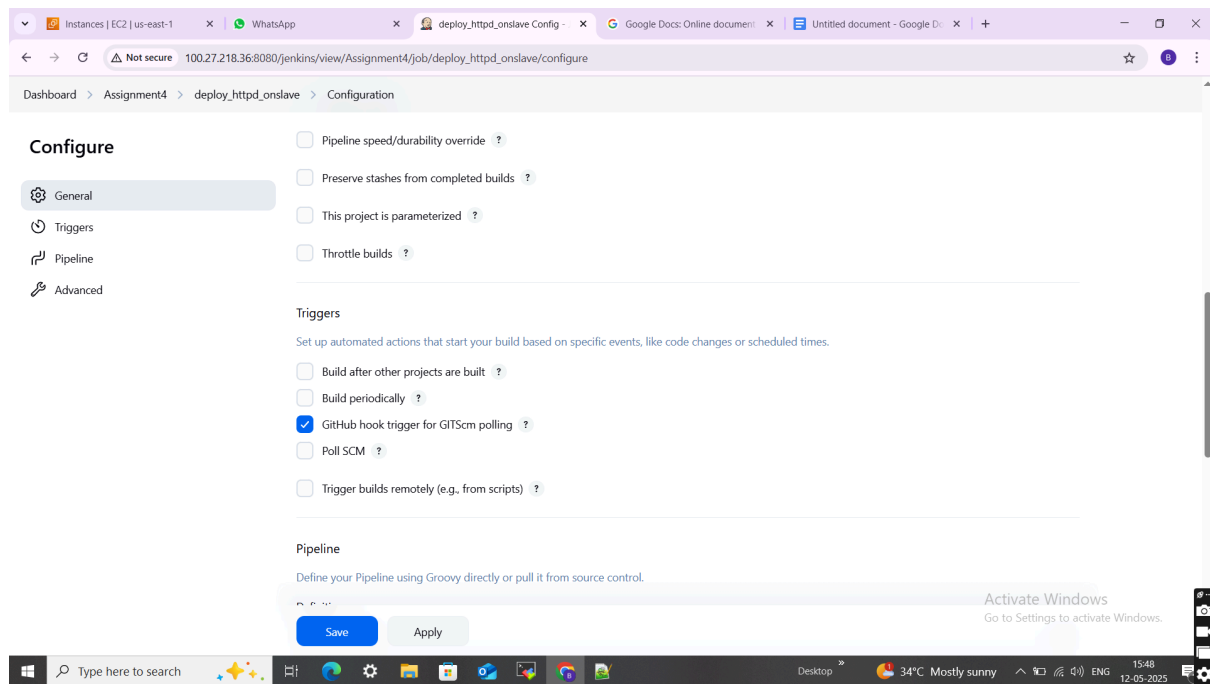 Instances | EC2 | us-east-1
WhatsApp
deploy_httpd_onslave Config -
Google Docs: Online document
Untitled document - Google Do
Not secure
100.27.218.36:8080/jenkins/view/Assignment4/job/deploy_httpd_onslave/configure
B
Dashboard > Assignment4 > deploy_httpd_onslave > Configuration
Configure
General
Triggers
Pipeline
Advanced
Pipeline speed/durability override ?
Preserve stashes from completed builds ?
This project is parameterized ?
Throttle builds ?
Triggers
Set up automated actions that start your build based on specific events, like code changes or scheduled times.
Build after other projects are built ?
Build periodically ?
GitHub hook trigger for GITScm polling ?
Poll SCM ?
Trigger builds remotely (e.g., from scripts) ?
Pipeline
Define your Pipeline using Groovy directly or pull it from source control.
Save
Apply
Activate Windows
Go to Settings to activate Windows.
Type here to search
Desktop
34°C Mostly sunny
ENG
15:48
12-05-2025